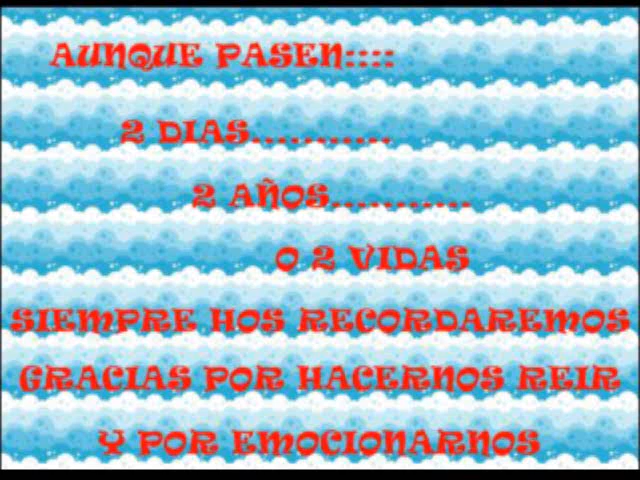 AUNQUE PASEN::::
2 DIAS...........
2 AÑOS...........
O 2 VIDAS
SIEMPRE HOS RECORDAREMOS
GRACIAS POR HACERNOS REIR
Y POR EMOCIONARNOS